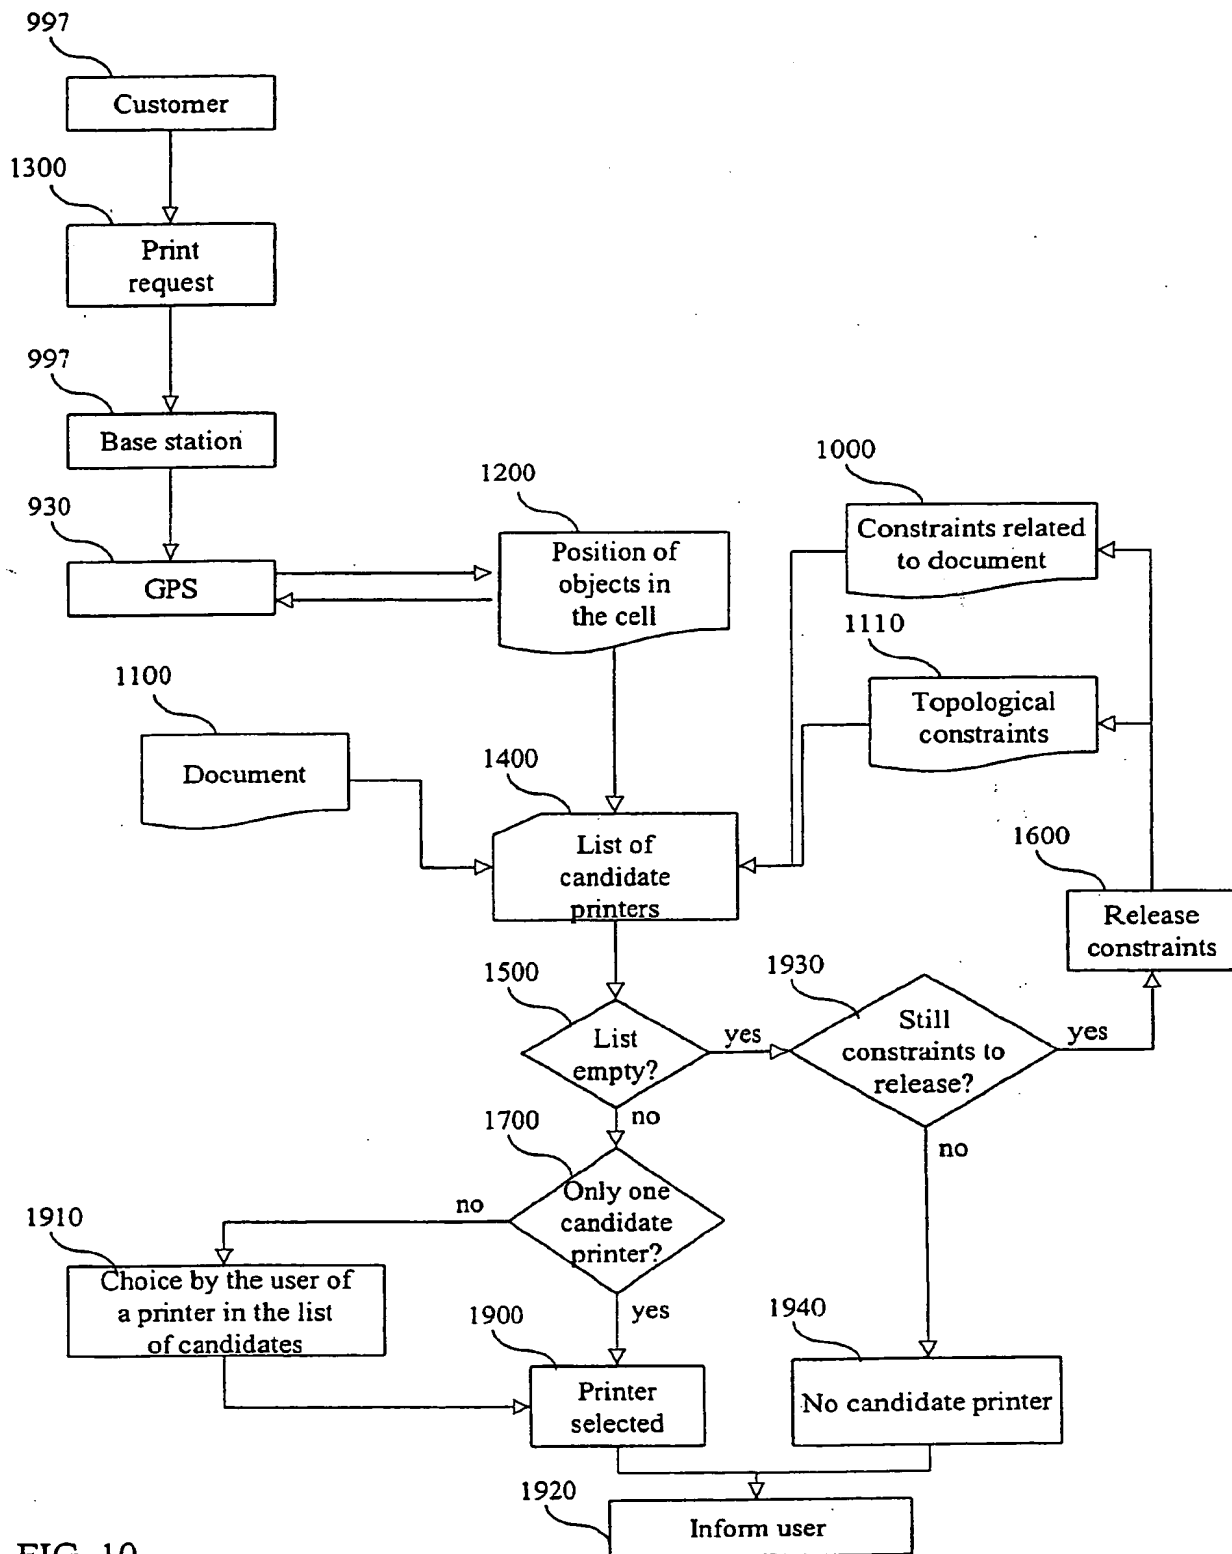 997
Customer
1300
Print
request
997
Base station
930
GPS
1200
Position of
objects in
the cell
1000
Constraints related
to document
1110
Topological
constraints
1100
Document
1400
List of
candidate
printers
1600
Release
constraints
1500
List
empty?
yes
no
1930
Still
constraints to
release?
yes
no
1700
Only one
candidate
printer?
no
yes
1910
Choice by the user of
a printer in the list
of candidates
1900
Printer
selected
1940
No candidate printer
1920
Inform user
FIG. 10